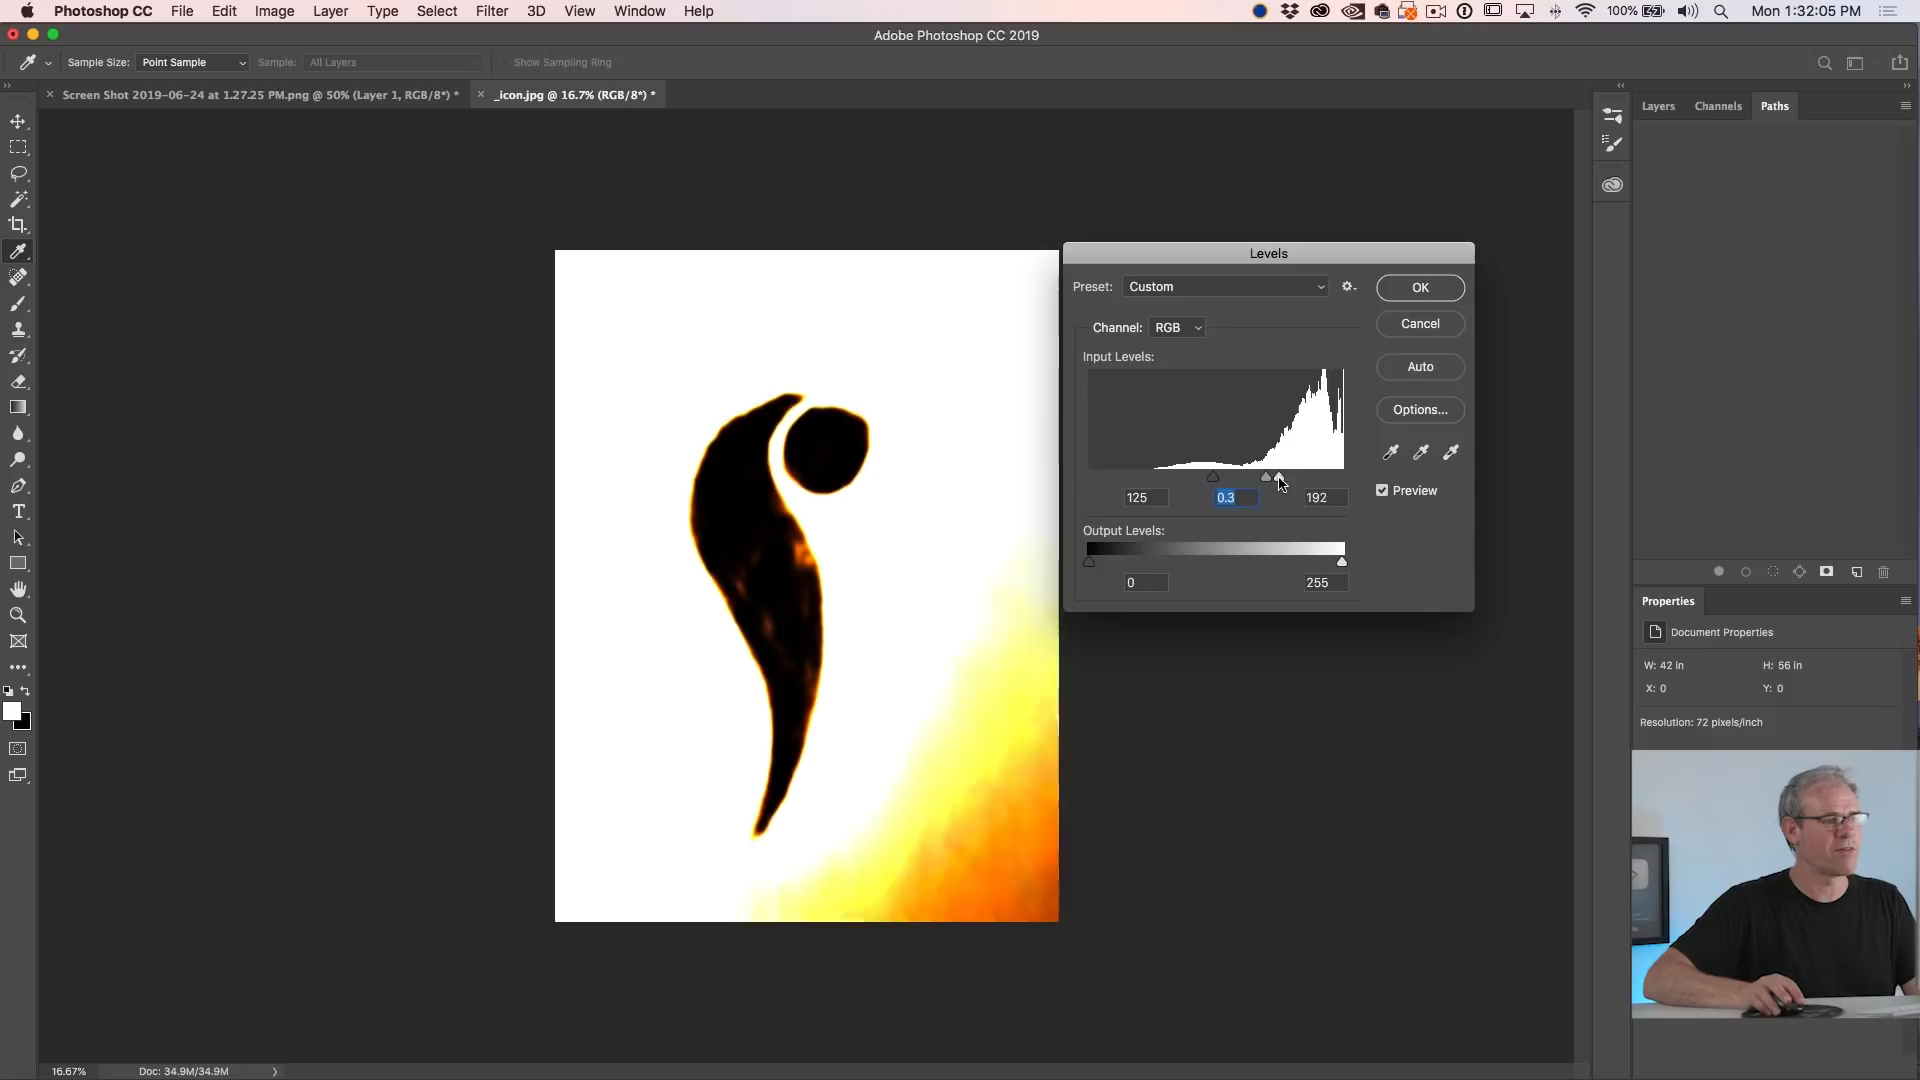 Photoshop CC File Edit Image Layer Type Select Filter 3D View Window Help 100% Mon 1:32:05 PM
Adobe Photoshop CC 2019
Sample Size: Point Sample Sample: All Layers Show Sampling Ring
Screen Shot 2019-06-24 at 1.27.25 PM.png @ 50% (Layer 1, RGB/8*) * _icon.jpg @ 16.7% (RGB/8*) *
Layers Channels Paths
Levels
Preset: Custom
OK
Channel: RGB
Cancel
Input Levels:
Auto
Options...
Preview
125 0.3 192
Output Levels:
0 255
Properties
Document Properties
W: 42 in H: 56 in
X: 0 Y: 0
Resolution: 72 pixels/inch
16.67% Doc: 34.9M/34.9M